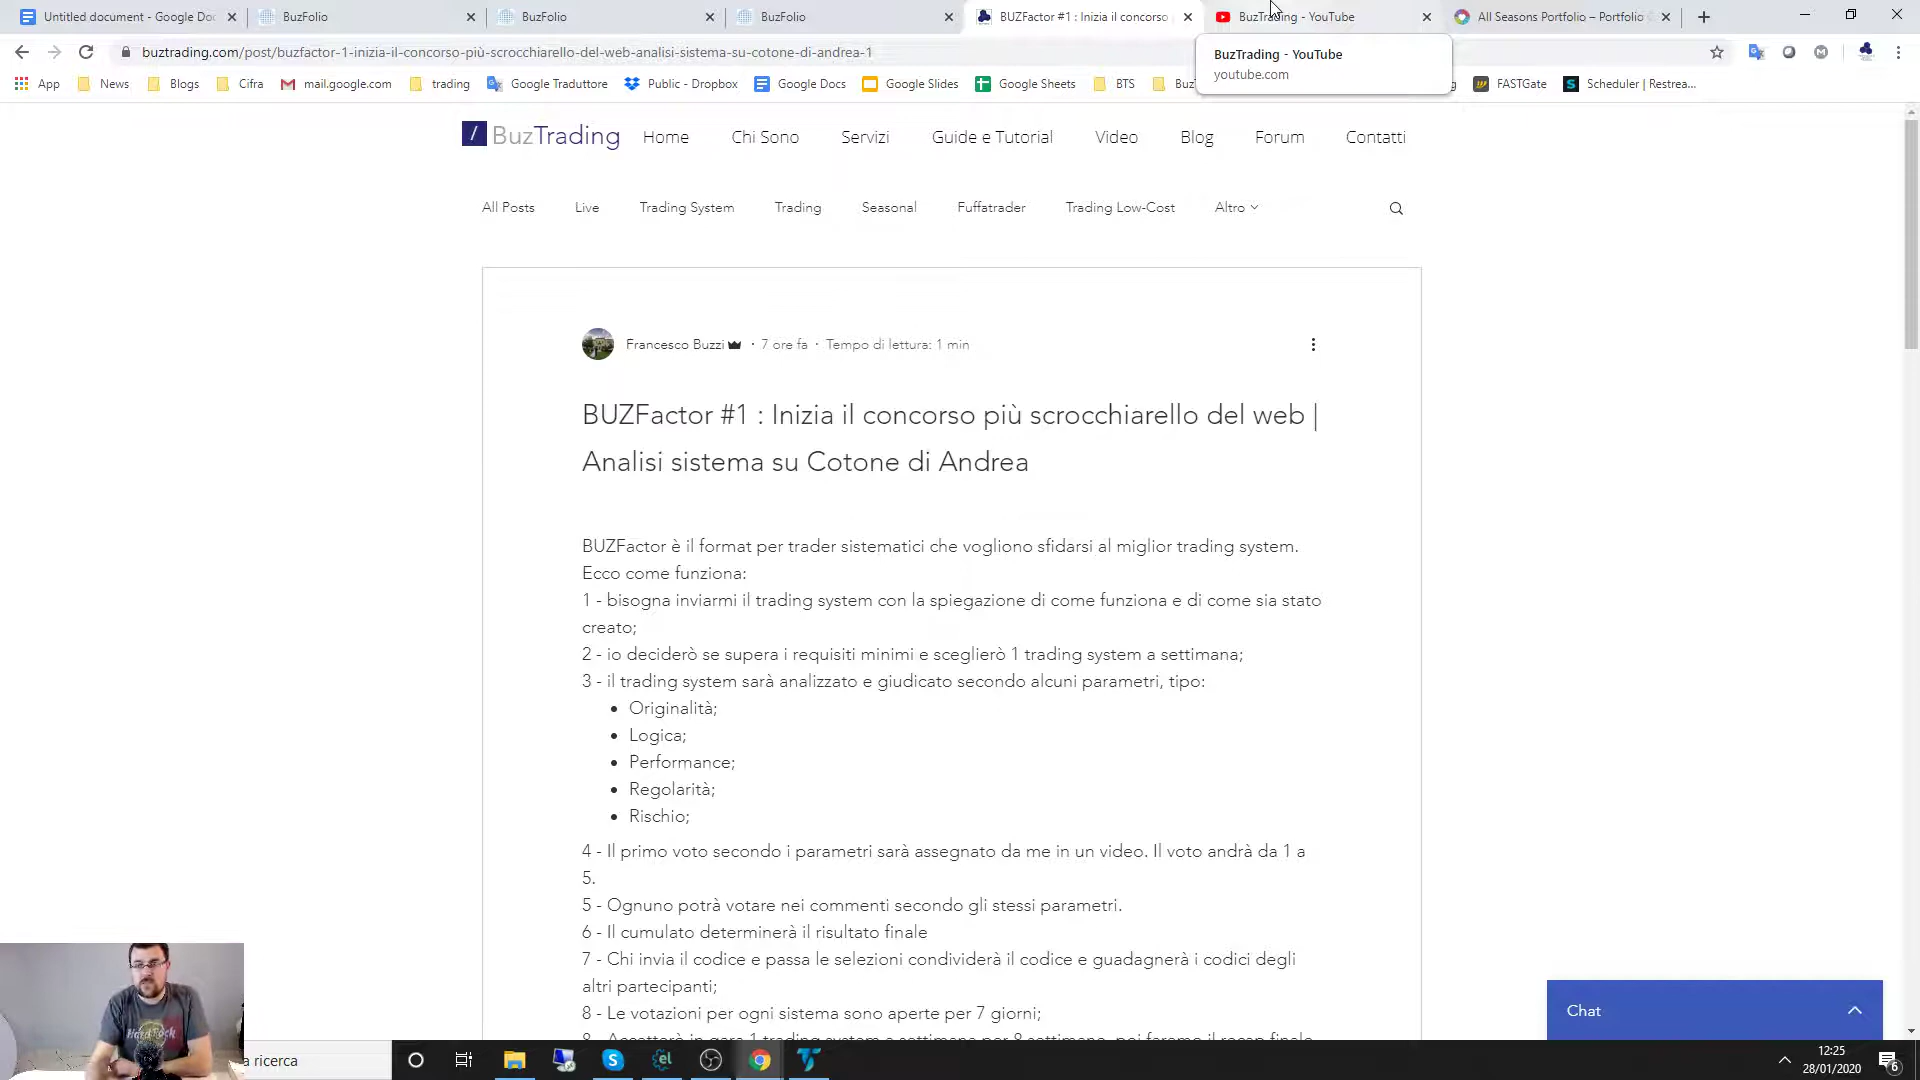 Untitled document - Google Doc
BuzFolio
BuzFolio
BuzFolio
BUZFactor #1 : Inizia il concorso
BuzTrading - YouTube
All Seasons Portfolio – Portfolio
buztrading.com/post/buzfactor-1-inizia-il-concorso-più-scrocchiarello-del-web-analisi-sistema-su-cotone-di-andrea-1
BuzTrading - YouTube
youtube.com
App
News
Blogs
Cifra
mail.google.com
trading
Google Traduttore
Public - Dropbox
Google Docs
Google Slides
Google Sheets
BTS
FASTGate
Scheduler | Restrea...
BuzTrading
Home
Chi Sono
Servizi
Guide e Tutorial
Video
Blog
Forum
Contatti
All Posts
Live
Trading System
Trading
Seasonal
Fuffatrader
Trading Low-Cost
Altro
Francesco Buzzi
· 7 ore fa · Tempo di lettura: 1 min
BUZFactor #1 : Inizia il concorso più scrocchiarello del web |
Analisi sistema su Cotone di Andrea
BUZFactor è il format per trader sistematici che vogliono sfidarsi al miglior trading system.
Ecco come funziona:
1 - bisogna inviarmi il trading system con la spiegazione di come funziona e di come sia stato
creato;
2 - io deciderò se supera i requisiti minimi e sceglierò 1 trading system a settimana;
3 - il trading system sarà analizzato e giudicato secondo alcuni parametri, tipo:
• Originalità;
• Logica;
• Performance;
• Regolarità;
• Rischio;
4 - Il primo voto secondo i parametri sarà assegnato da me in un video. Il voto andrà da 1 a
5.
5 - Ognuno potrà votare nei commenti secondo gli stessi parametri.
6 - Il cumulato determinerà il risultato finale
7 - Chi invia il codice e passa le selezioni condividerà il codice e guadagnerà i codici degli
altri partecipanti;
8 - Le votazioni per ogni sistema sono aperte per 7 giorni;
Chat
Hard Rock
a ricerca
12:25
28/01/2020
6